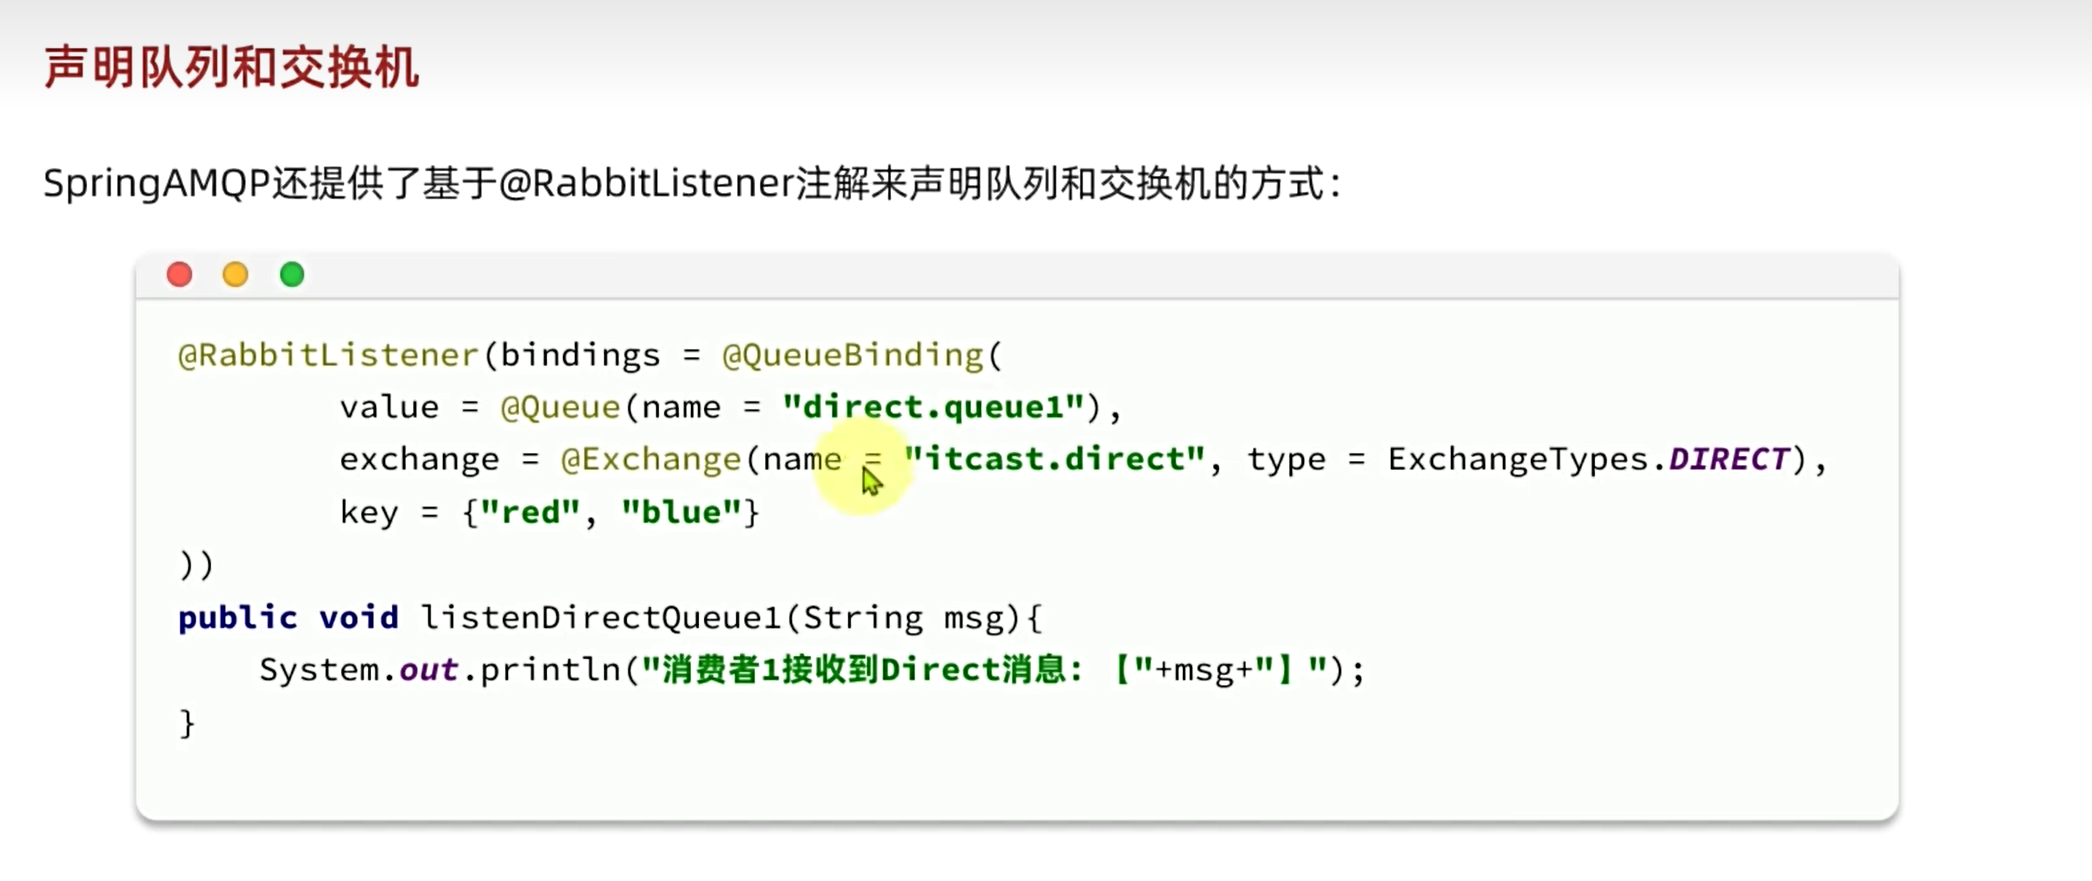 声明队列和交换机
SpringAMQP还提供了基于@RabbitListener注解来声明队列和交换机的方式：
@RabbitListener(bindings = @QueueBinding(
        value = @Queue(name = "direct.queue1"),
        exchange = @Exchange(name = "itcast.direct", type = ExchangeTypes.DIRECT),
        key = {"red", "blue"}
))
public void listenDirectQueue1(String msg){
    System.out.println("消费者1接收到Direct消息：【"+msg+"】");
}